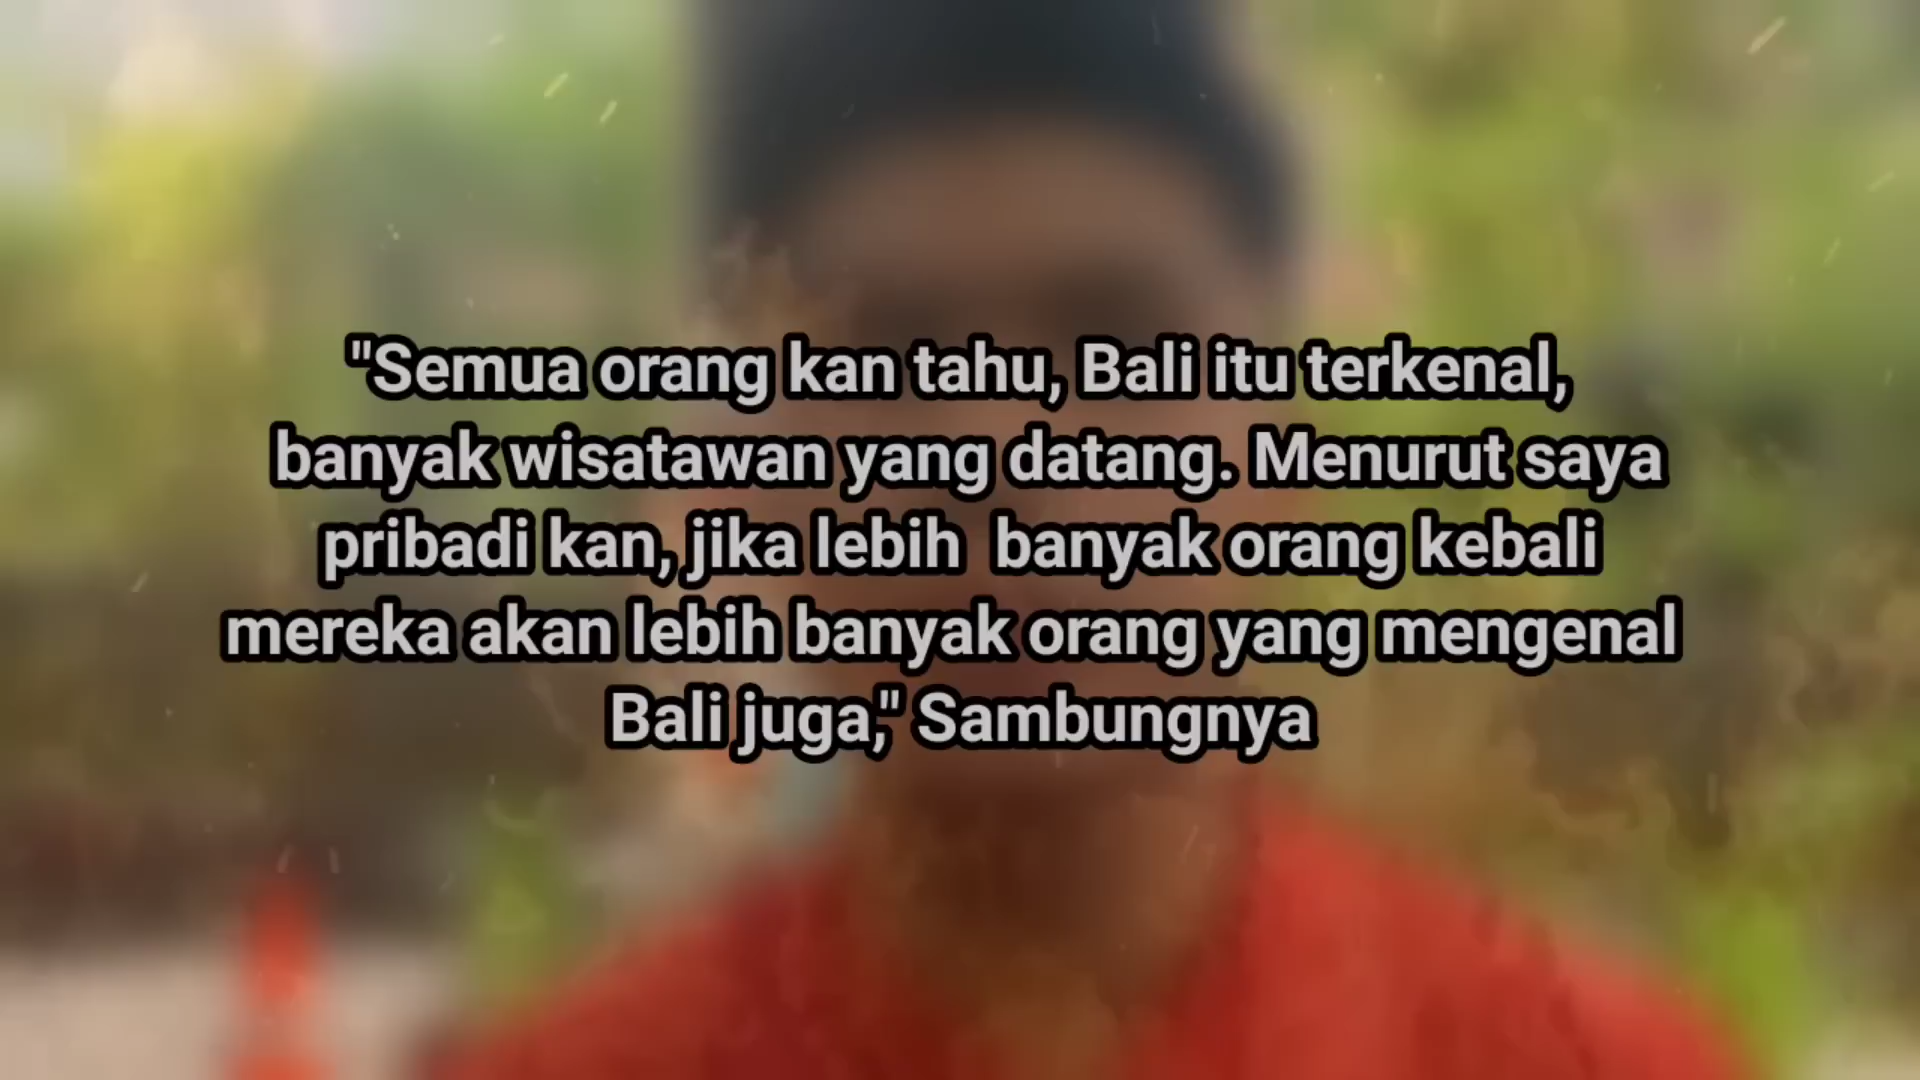 "Semua orang kan tahu, Bali itu terkenal,
banyak wisatawan yang datang. Menurut saya
pribadi kan, jika lebih  banyak orang kebali
mereka akan lebih banyak orang yang mengenal
Bali juga," Sambungnya